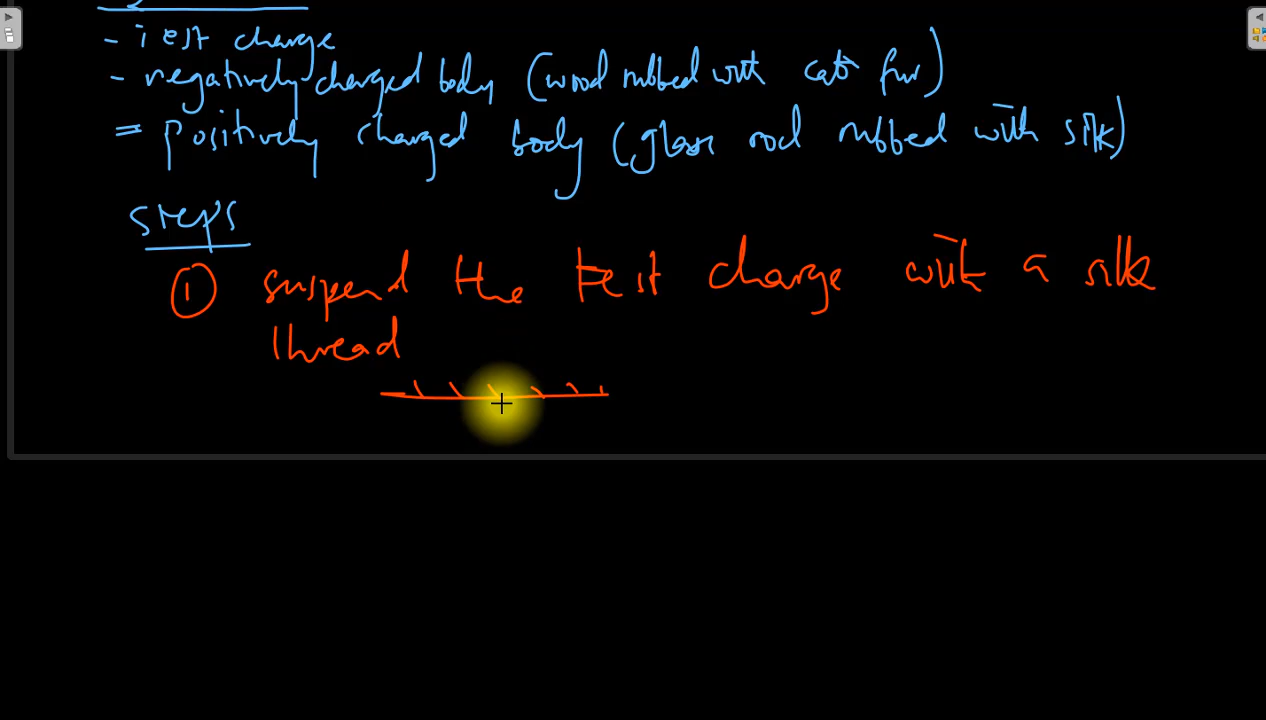 - Test charge
- negatively charged body (wood rubbed with cats fur)
= positively charged body (glass rod rubbed with silk)
steps
① suspend the test charge with a silk
thread